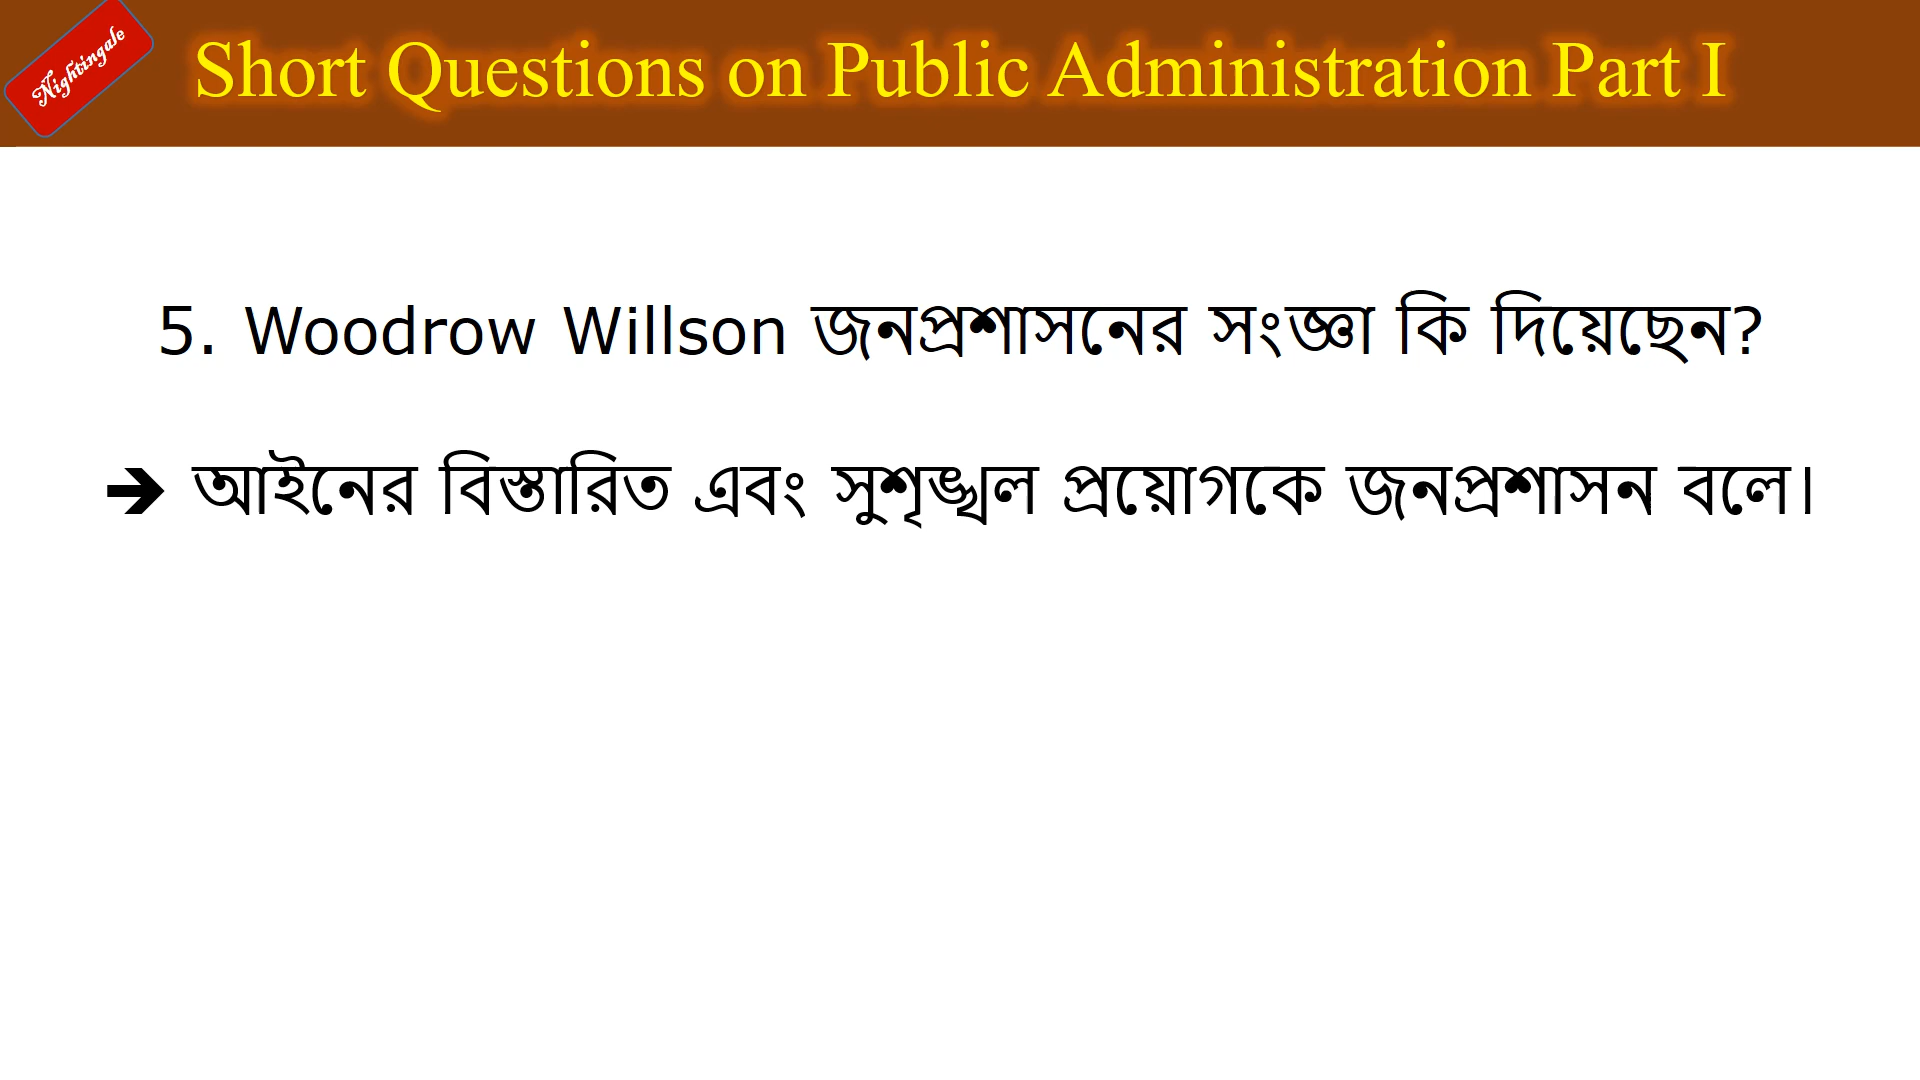 Nightingale
Short Questions on Public Administration Part I
5. Woodrow Willson জনপ্রশাসনের সংজ্ঞা কি দিয়েছেন?
➔ আইনের বিস্তারিত এবং সুশৃঙ্খল প্রয়োগকে জনপ্রশাসন বলে।